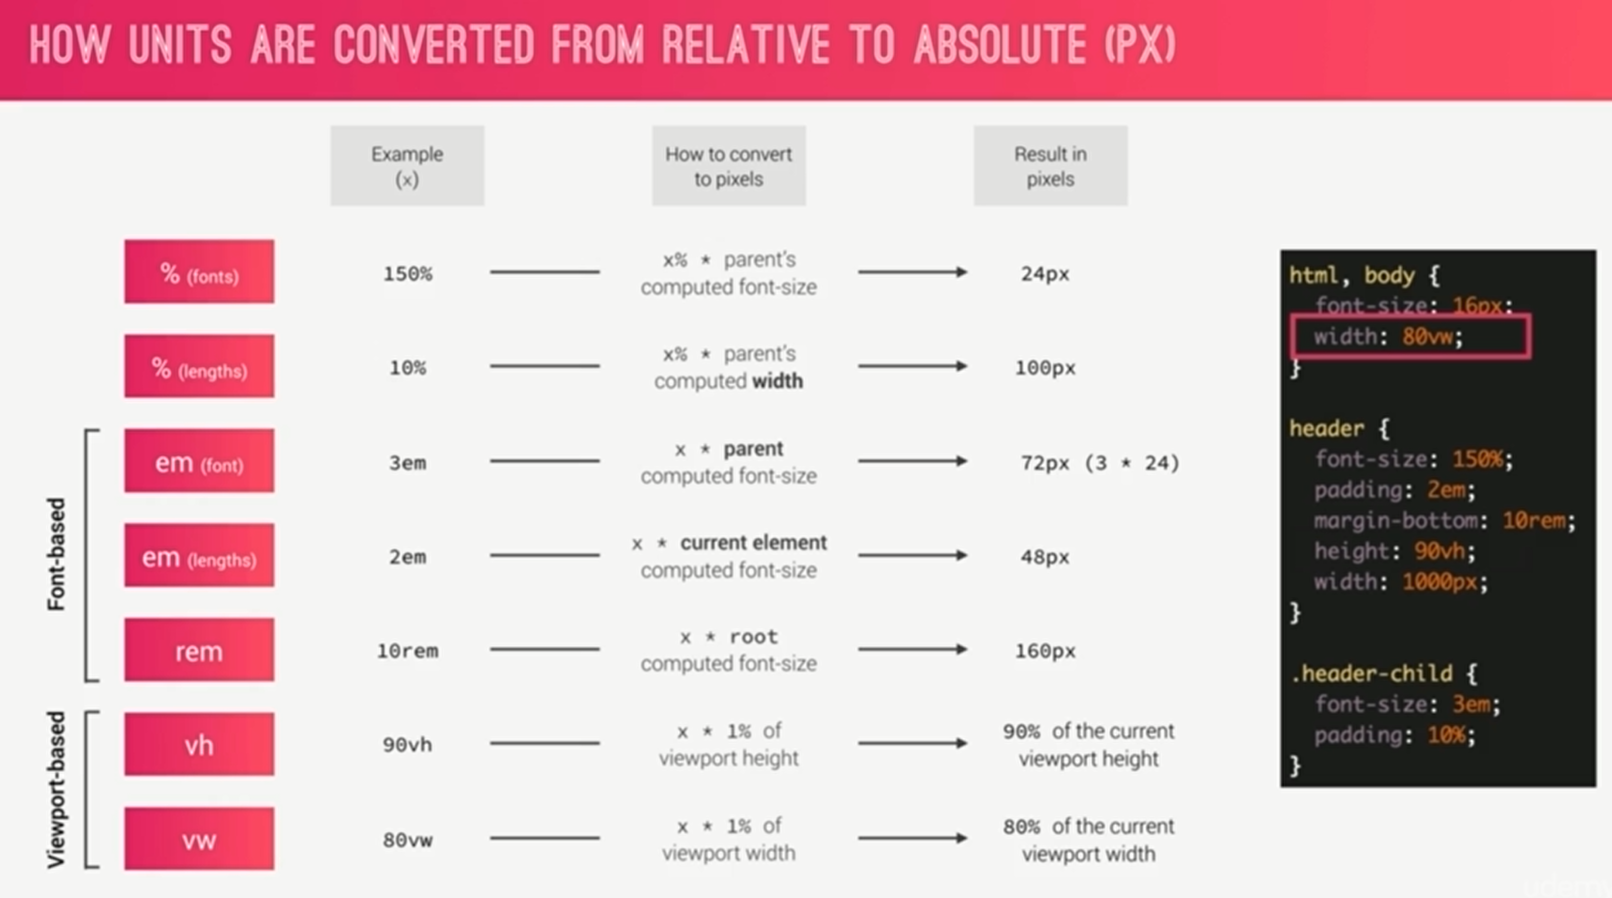 HOW UNITS ARE CONVERTED FROM RELATIVE TO ABSOLUTE (PX)
Example
(x)
How to convert
to pixels
Result in
pixels
% (fonts)
150%
x% * parent's
computed font-size
24px
% (lengths)
10%
x% * parent's
computed width
100px
Font-based
em (font)
3em
x * parent
computed font-size
72px (3 * 24)
em (lengths)
2em
x * current element
computed font-size
48px
rem
10rem
x * root
computed font-size
160px
Viewport-based
vh
90vh
x * 1% of
viewport height
90% of the current
viewport height
vw
80vw
x * 1% of
viewport width
80% of the current
viewport width
html, body {
font-size: 16px;
width: 80vw;
}
header {
font-size: 150%;
padding: 2em;
margin-bottom: 10rem;
height: 90vh;
width: 1000px;
}
.header-child {
font-size: 3em;
padding: 10%;
}
udemy